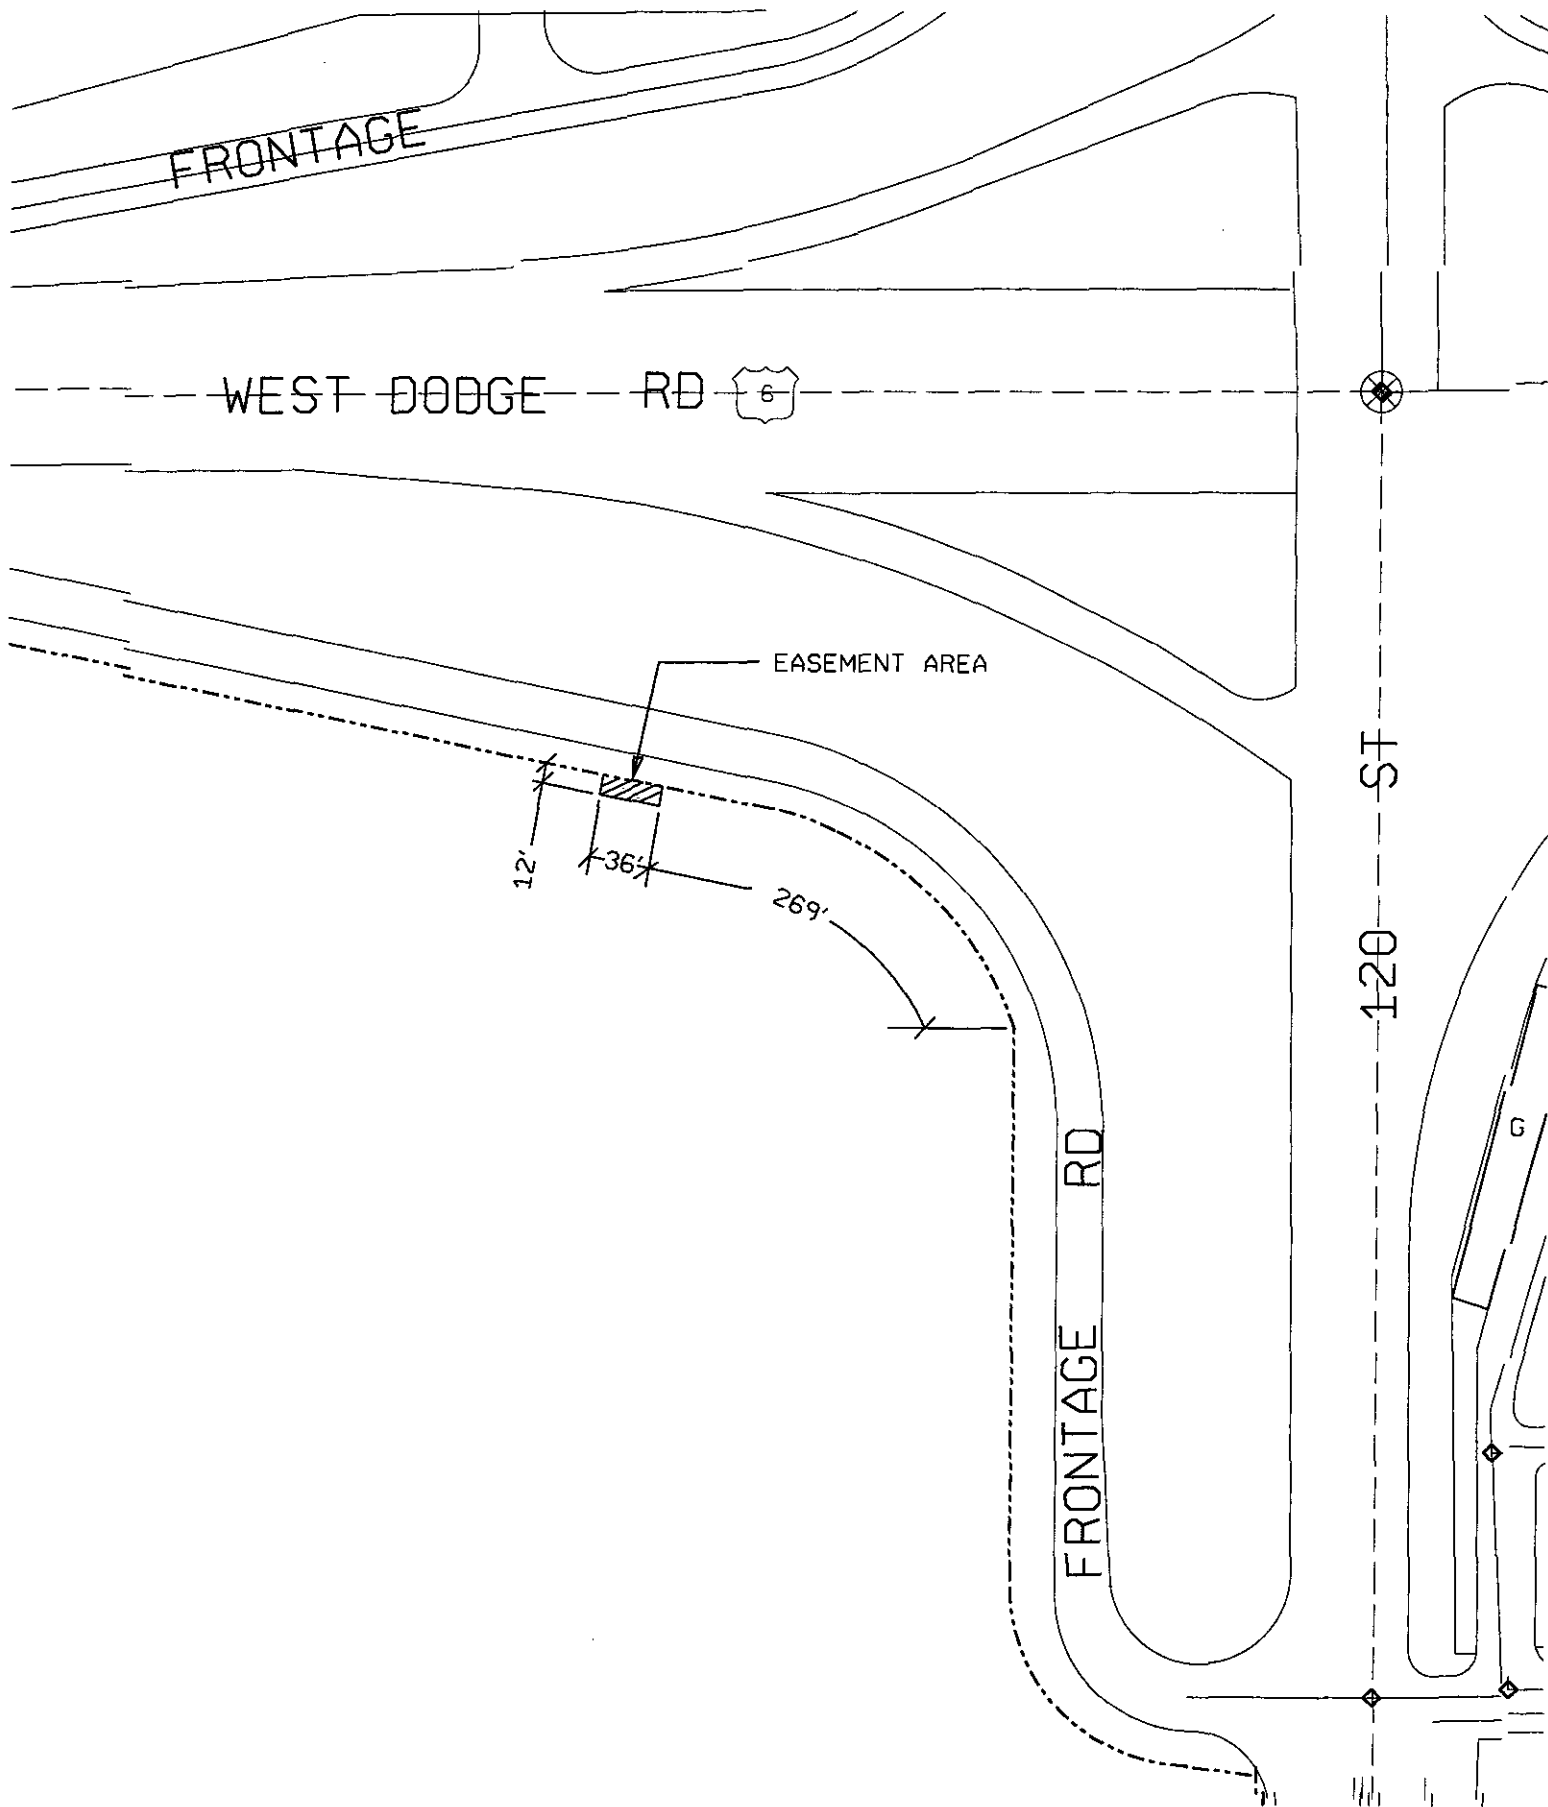 FRONTAGE
WEST DODGE RD 6
EASEMENT AREA
120 ST
12'
36'
269'
G
FRONTAGE RD